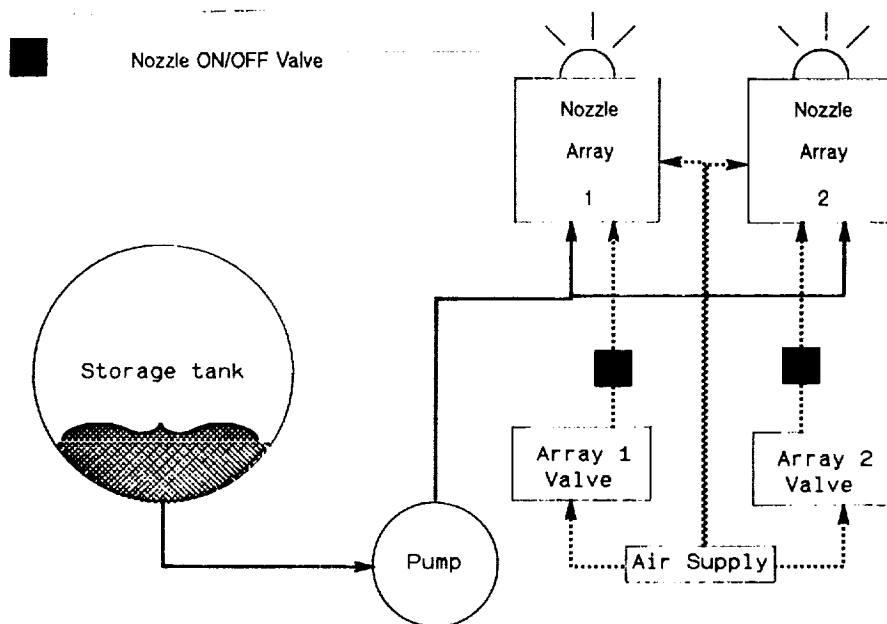 Nozzle ON/OFF Valve
Nozzle
Array
1
Nozzle
Array
2
Storage tank
Array 1
Valve
Array 2
Valve
Pump
Air Supply